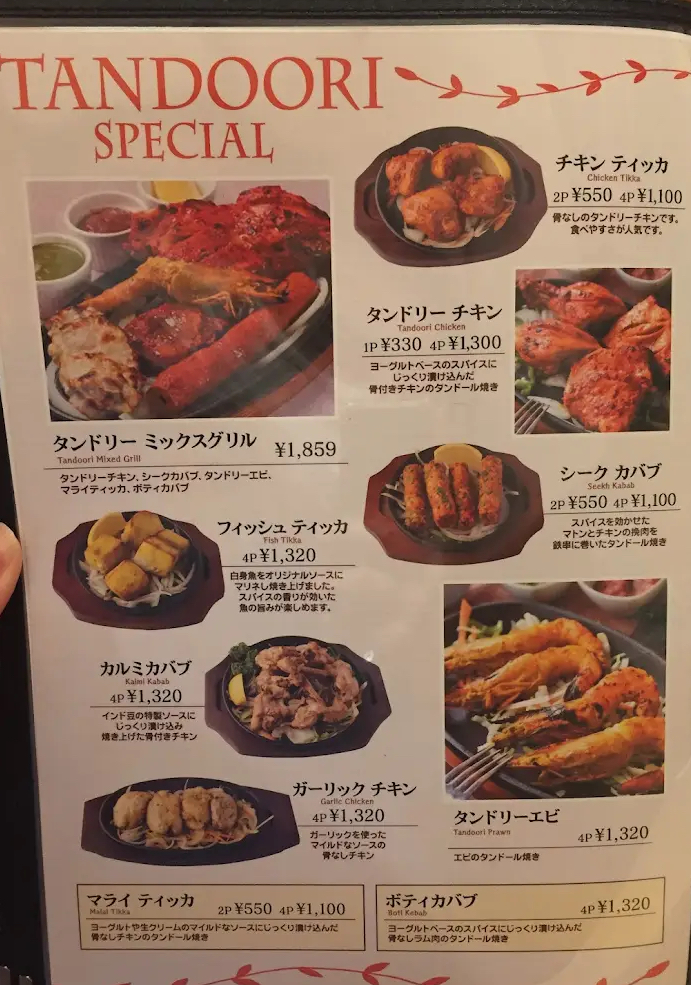 TANDOORI
SPECIAL
チキン ティッカ
Chicken Tikka
2P ¥550 4P ¥1,100
骨なしのタンドリーチキンです。
食べやすさが人気です。
タンドリー チキン
Tandoori Chicken
1P ¥330 4P ¥1,300
ヨーグルトベースのスパイスに
じっくり漬け込んだ
骨付きチキンのタンドール焼き
タンドリー ミックスグリル
Tandoori Mixed Grill
¥1,859
タンドリーチキン、シークカバブ、タンドリーエビ、
マライティッカ、ボティカバブ
シーク カバブ
Seekh Kabab
2P ¥550 4P ¥1,100
スパイスを効かせた
マトンとチキンの挽肉を
鉄串に巻いたタンドール焼き
フィッシュ ティッカ
Fish Tikka
4P ¥1,320
白身魚をオリジナルソースに
マリネし焼き上げました。
スパイスの香りが効いた
魚の旨みが楽しめます。
カルミカバブ
Kalmi Kabab
4P ¥1,320
インド豆の特製ソースに
じっくり漬け込み
焼き上げた骨付きチキン
ガーリック チキン
Garlic Chicken
4P ¥1,320
ガーリックを使った
マイルドなソースの
骨なしチキン
タンドリーエビ
Tandoori Prawn
4P ¥1,320
エビのタンドール焼き
マライ ティッカ
Malai Tikka
2P ¥550 4P ¥1,100
ヨーグルトや生クリームのマイルドなソースにじっくり漬け込んだ
骨なしチキンのタンドール焼き
ボティカバブ
Boti Kebab
4P ¥1,320
ヨーグルトベースのスパイスにじっくり漬け込んだ
骨なしラム肉のタンドール焼き